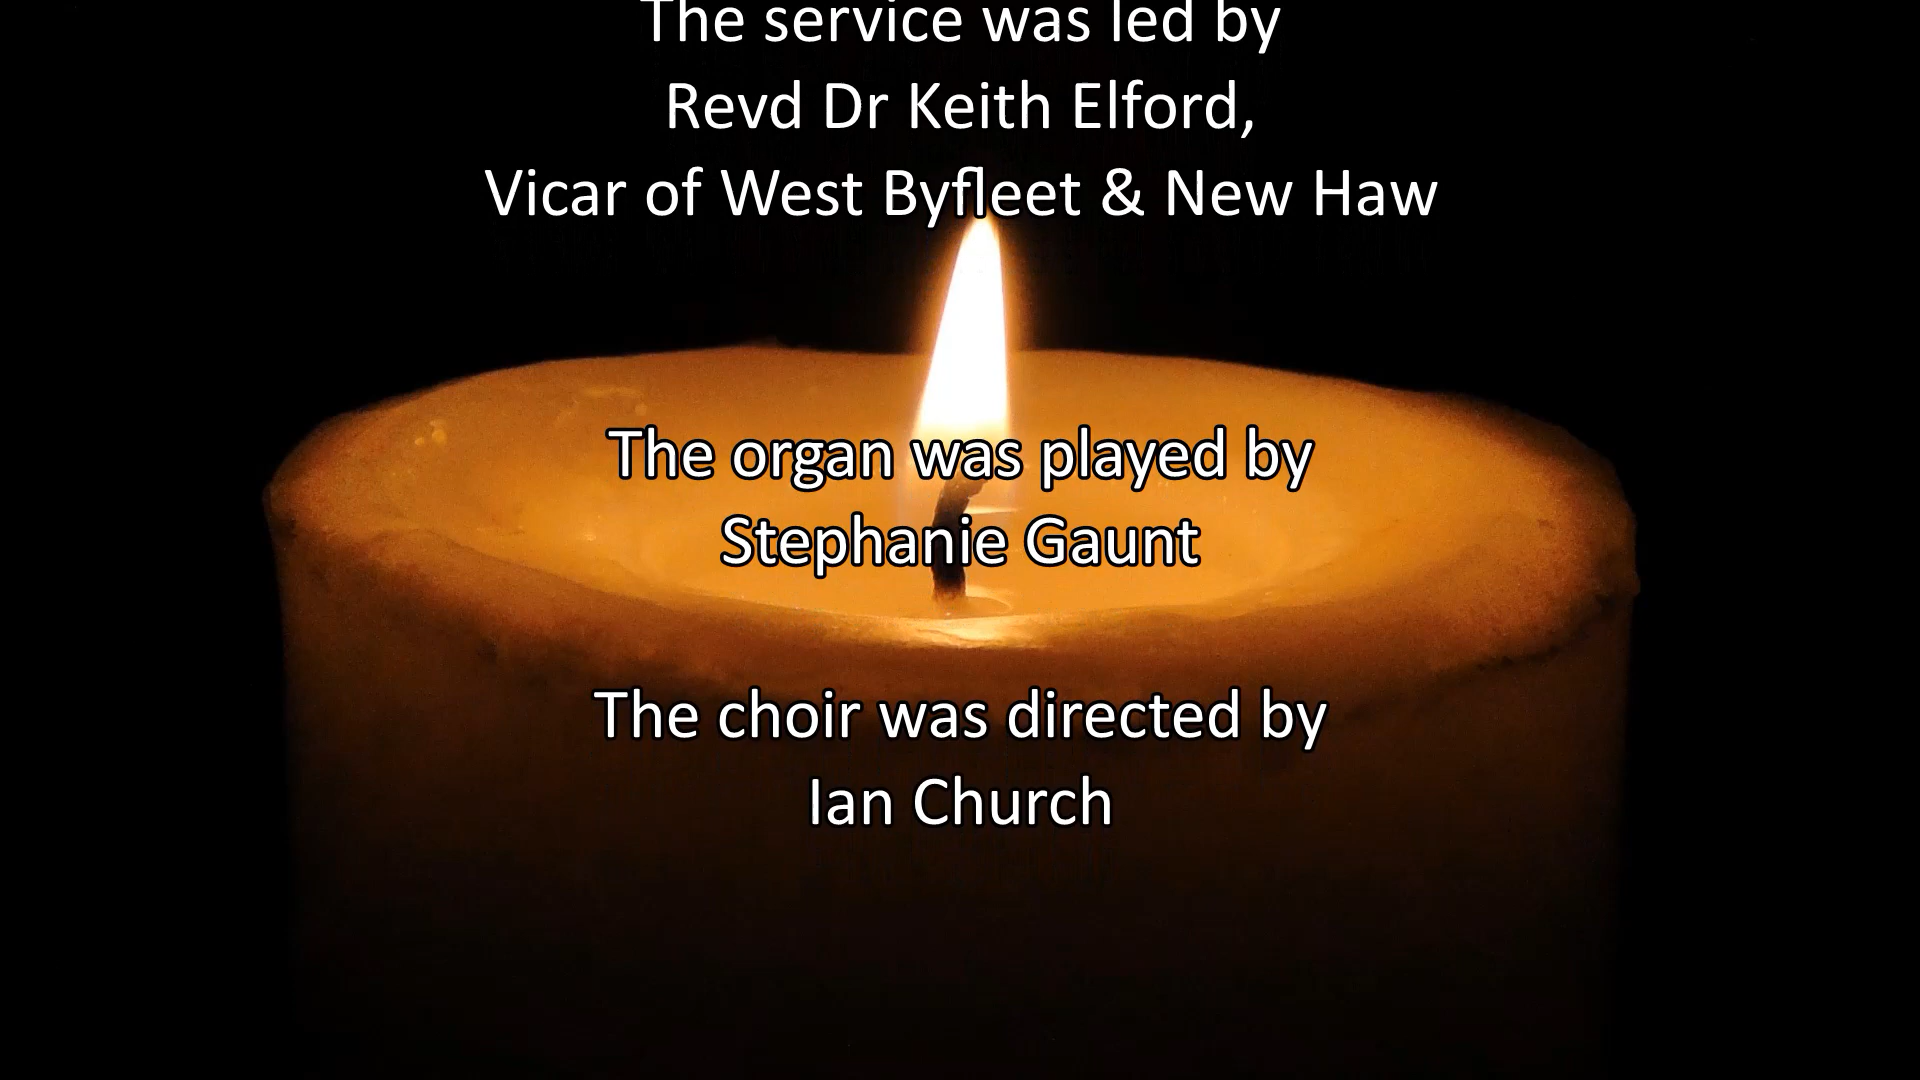 The service was led by
Revd Dr Keith Elford,
Vicar of West Byfleet & New Haw
The organ was played by
Stephanie Gaunt
The choir was directed by
Ian Church